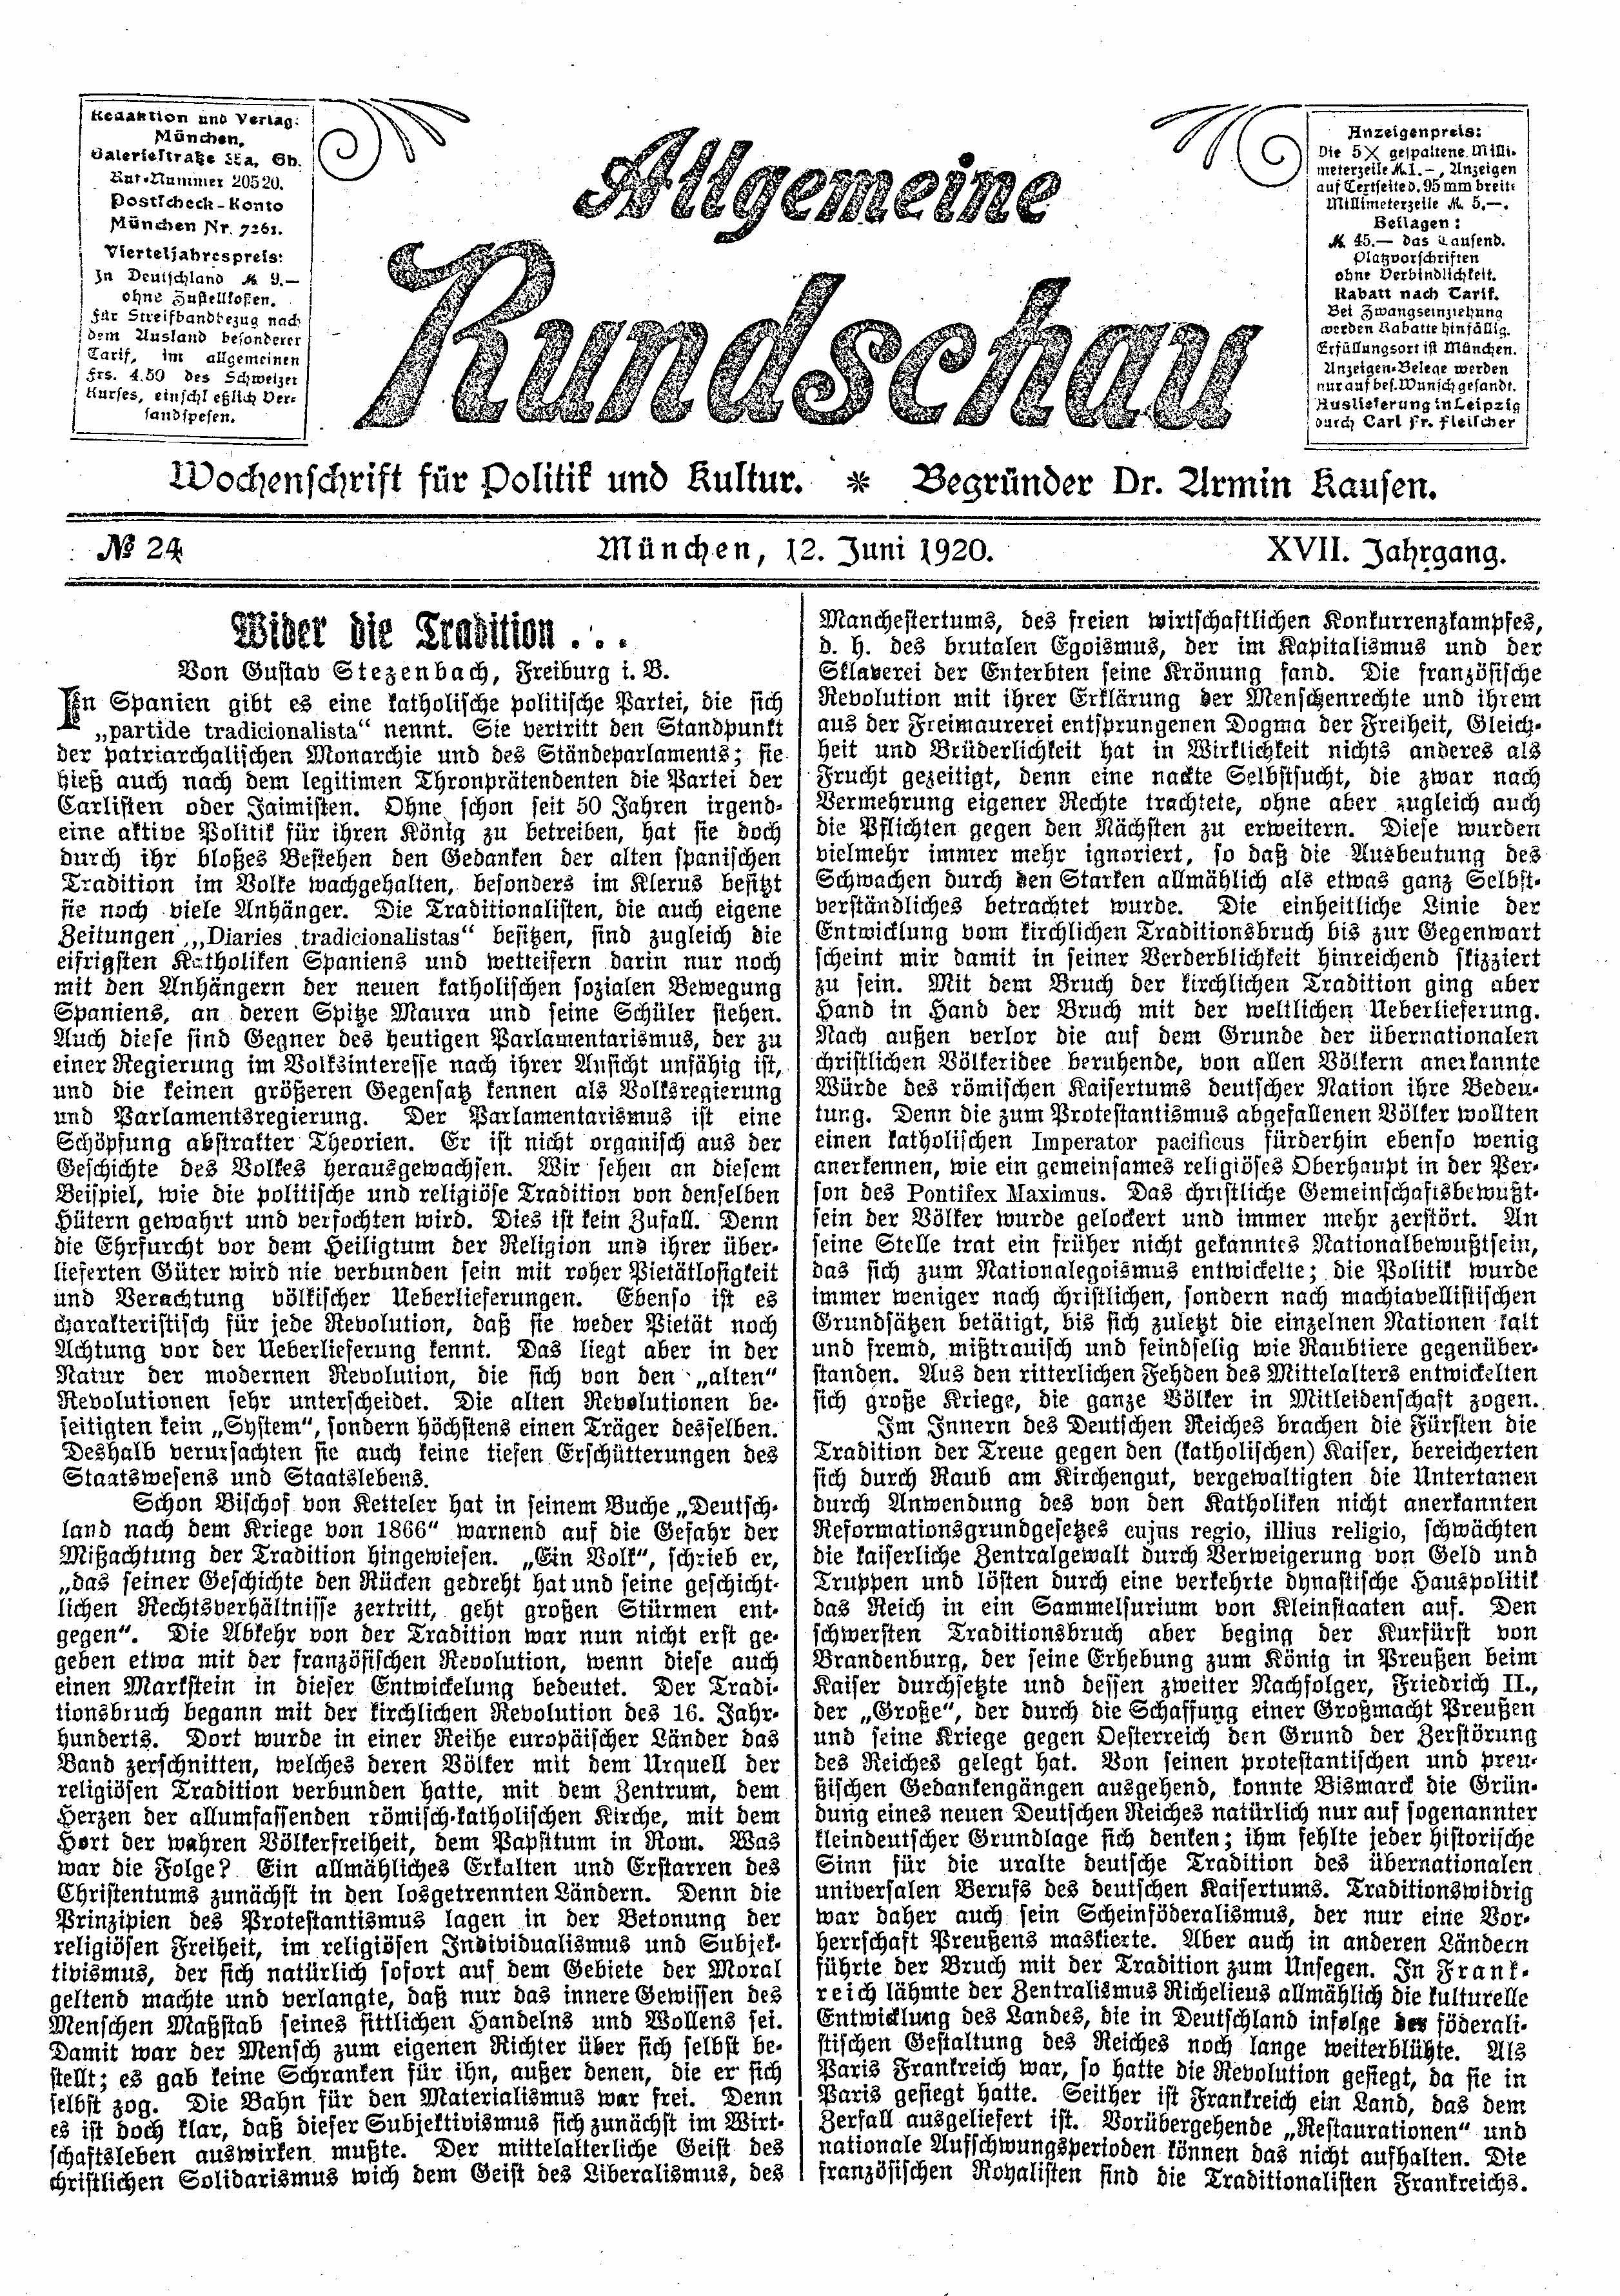 Redaktion und Verlag:
München,
Galeriestraße 35a, Gh.
Ruf-Nummer 20520.
Postscheck-Konto
München Nr. 7261.
Vierteljahrespreis:
In Deutschland M 9.—
ohne Zustellkosten.
Für Streifbandbezug nach
dem Ausland besonderer
Tarif, im allgemeinen
Frs. 4.50 des Schweizer
Kurses, einschließlich Ver-
sandspesen.
Allgemeine
Rundschau
Anzeigenpreis:
Die 5× gespaltene Milli-
meterzeile M. 1.—, Anzeigen
auf Textseite d. 95 mm breite
Millimeterzeile M. 5.—.
Beilagen:
M. 45.— das Tausend.
Platzvorschriften
ohne Verbindlichkeit.
Rabatt nach Tarif.
Bei Zwangseinziehung
werden Rabatte hinfällig.
Erfüllungsort ist München.
Anzeigen-Belege werden
nur auf bes. Wunsch gesandt.
Auslieferung in Leipzig
durch Carl Fr. Fleischer
Wochenschrift für Politik und Kultur. * Begründer Dr. Armin Kausen.
№ 24 München, 12. Juni 1920. XVII. Jahrgang.
Wider die Tradition . . .
Von Gustav Stezenbach, Freiburg i. B.
In Spanien gibt es eine katholische politische Partei, die sich
„partide tradicionalista“ nennt. Sie vertritt den Standpunkt
der patriarchalischen Monarchie und des Ständeparlaments; sie
hieß auch nach dem legitimen Thronprätendenten die Partei der
Carlisten oder Jaimisten. Ohne schon seit 50 Jahren irgend-
eine aktive Politik für ihren König zu betreiben, hat sie doch
durch ihr bloßes Bestehen den Gedanken der alten spanischen
Tradition im Volke wachgehalten, besonders im Klerus besitzt
sie noch viele Anhänger. Die Traditionalisten, die auch eigene
Zeitungen „Diaries tradicionalistas“ besitzen, sind zugleich die
eifrigsten Katholiken Spaniens und wetteifern darin nur noch
mit den Anhängern der neuen katholischen sozialen Bewegung
Spaniens, an deren Spitze Maura und seine Schüler stehen.
Auch diese sind Gegner des heutigen Parlamentarismus, der zu
einer Regierung im Volksinteresse nach ihrer Ansicht unfähig ist,
und die keinen größeren Gegensatz kennen als Volksregierung
und Parlamentsregierung. Der Parlamentarismus ist eine
Schöpfung abstrakter Theorien. Er ist nicht organisch aus der
Geschichte des Volkes herausgewachsen. Wir sehen an diesem
Beispiel, wie die politische und religiöse Tradition von denselben
Hütern gewahrt und verfochten wird. Dies ist kein Zufall. Denn
die Ehrfurcht vor dem Heiligtum der Religion und ihrer über-
lieferten Güter wird nie verbunden sein mit roher Pietätlosigkeit
und Verachtung völkischer Ueberlieferungen. Ebenso ist es
charakteristisch für jede Revolution, daß sie weder Pietät noch
Achtung vor der Ueberlieferung kennt. Das liegt aber in der
Natur der modernen Revolution, die sich von den „alten“
Revolutionen sehr unterscheidet. Die alten Revolutionen be-
seitigten kein „System“, sondern höchstens einen Träger desselben.
Deshalb verursachten sie auch keine tiefen Erschütterungen des
Staatswesens und Staatslebens.
Schon Bischof von Ketteler hat in seinem Buche „Deutsch-
land nach dem Kriege von 1866“ warnend auf die Gefahr der
Mißachtung der Tradition hingewiesen. „Ein Volk“, schrieb er,
„das seiner Geschichte den Rücken gedreht hat und seine geschicht-
lichen Rechtsverhältnisse zertritt, geht großen Stürmen ent-
gegen“. Die Abkehr von der Tradition war nun nicht erst ge-
geben etwa mit der französischen Revolution, wenn diese auch
einen Markstein in dieser Entwickelung bedeutet. Der Tradi-
tionsbruch begann mit der kirchlichen Revolution des 16. Jahr-
hunderts. Dort wurde in einer Reihe europäischer Länder das
Band zerschnitten, welches deren Völker mit dem Urquell der
religiösen Tradition verbunden hatte, mit dem Zentrum, dem
Herzen der allumfassenden römisch-katholischen Kirche, mit dem
Hort der wahren Völkerfreiheit, dem Papsttum in Rom. Was
war die Folge? Ein allmähliches Erkalten und Erstarren des
Christentums zunächst in den losgetrennten Ländern. Denn die
Prinzipien des Protestantismus lagen in der Betonung der
religiösen Freiheit, im religiösen Individualismus und Subjek-
tivismus, der sich natürlich sofort auf dem Gebiete der Moral
geltend machte und verlangte, daß nur das innere Gewissen des
Menschen Maßstab seines sittlichen Handelns und Wollens sei.
Damit war der Mensch zum eigenen Richter über sich selbst be-
stellt; es gab keine Schranken für ihn, außer denen, die er sich
selbst zog. Die Bahn für den Materialismus war frei. Denn
es ist doch klar, daß dieser Subjektivismus sich zunächst im Wirt-
schaftsleben auswirken mußte. Der mittelalterliche Geist des
christlichen Solidarismus wich dem Geist des Liberalismus, des
Manchestertums, des freien wirtschaftlichen Konkurrenzkampfes,
d. h. des brutalen Egoismus, der im Kapitalismus und der
Sklaverei der Enterbten seine Krönung fand. Die französische
Revolution mit ihrer Erklärung der Menschenrechte und ihrem
aus der Freimaurerei entsprungenen Dogma der Freiheit, Gleich-
heit und Brüderlichkeit hat in Wirklichkeit nichts anderes als
Frucht gezeitigt, denn eine nackte Selbstsucht, die zwar nach
Vermehrung eigener Rechte trachtete, ohne aber zugleich auch
die Pflichten gegen den Nächsten zu erweitern. Diese wurden
vielmehr immer mehr ignoriert, so daß die Ausbeutung des
Schwachen durch den Starken allmählich als etwas ganz Selbst-
verständliches betrachtet wurde. Die einheitliche Linie der
Entwicklung vom kirchlichen Traditionsbruch bis zur Gegenwart
scheint mir damit in seiner Verderblichkeit hinreichend skizziert
zu sein. Mit dem Bruch der kirchlichen Tradition ging aber
Hand in Hand der Bruch mit der weltlichen Ueberlieferung.
Nach außen verlor die auf dem Grunde der übernationalen
christlichen Völkeridee beruhende, von allen Völkern anerkannte
Würde des römischen Kaisertums deutscher Nation ihre Bedeu-
tung. Denn die zum Protestantismus abgefallenen Völker wollten
einen katholischen Imperator pacificus fürderhin ebenso wenig
anerkennen, wie ein gemeinsames religiöses Oberhaupt in der Per-
son des Pontifex Maximus. Das christliche Gemeinschaftsbewußt-
sein der Völker wurde gelockert und immer mehr zerstört. An
seine Stelle trat ein früher nicht gekanntes Nationalbewußtsein,
das sich zum Nationalegoismus entwickelte; die Politik wurde
immer weniger nach christlichen, sondern nach machiavellistischen
Grundsätzen betätigt, bis sich zuletzt die einzelnen Nationen kalt
und fremd, mißtrauisch und feindselig wie Raubtiere gegenüber-
standen. Aus den ritterlichen Fehden des Mittelalters entwickelten
sich große Kriege, die ganze Völker in Mitleidenschaft zogen.
Im Innern des Deutschen Reiches brachen die Fürsten die
Tradition der Treue gegen den (katholischen) Kaiser, bereicherten
sich durch Raub am Kirchengut, vergewaltigten die Untertanen
durch Anwendung des von den Katholiken nicht anerkannten
Reformationsgrundgesetzes cujus regio, illius religio, schwächten
die kaiserliche Zentralgewalt durch Verweigerung von Geld und
Truppen und lösten durch eine verkehrte dynastische Hauspolitik
das Reich in ein Sammelsurium von Kleinstaaten auf. Den
schwersten Traditionsbruch aber beging der Kurfürst von
Brandenburg, der seine Erhebung zum König in Preußen beim
Kaiser durchsetzte und dessen zweiter Nachfolger, Friedrich II.,
der „Große“, der durch die Schaffung einer Großmacht Preußen
und seine Kriege gegen Oesterreich den Grund der Zerstörung
des Reiches gelegt hat. Von seinen protestantischen und preu-
ßischen Gedankengängen ausgehend, konnte Bismarck die Grün-
dung eines neuen Deutschen Reiches natürlich nur auf sogenannter
kleindeutscher Grundlage sich denken; ihm fehlte jeder historische
Sinn für die uralte deutsche Tradition des übernationalen
universalen Berufs des deutschen Kaisertums. Traditionswidrig
war daher auch sein Scheinföderalismus, der nur eine Vor-
herrschaft Preußens maskierte. Aber auch in anderen Ländern
führte der Bruch mit der Tradition zum Unsegen. In Frank-
reich lähmte der Zentralismus Richelieus allmählich die kulturelle
Entwicklung des Landes, die in Deutschland infolge der föderali-
stischen Gestaltung des Reiches noch lange weiterblühte. Als
Paris Frankreich war, so hatte die Revolution gesiegt, da sie in
Paris gesiegt hatte. Seither ist Frankreich ein Land, das dem
Zerfall ausgeliefert ist. Vorübergehende „Restaurationen“ und
nationale Aufschwungsperioden können das nicht aufhalten. Die
französischen Royalisten sind die Traditionalisten Frankreichs.